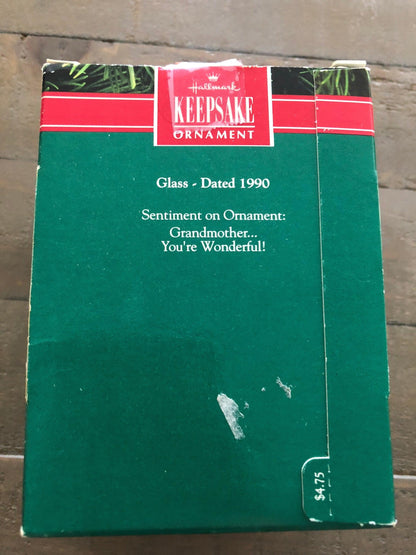 Hallmark
KEEPSAKE
ORNAMENT
Glass - Dated 1990
Sentiment on Ornament:
Grandmother...
You're Wonderful!
$4.75